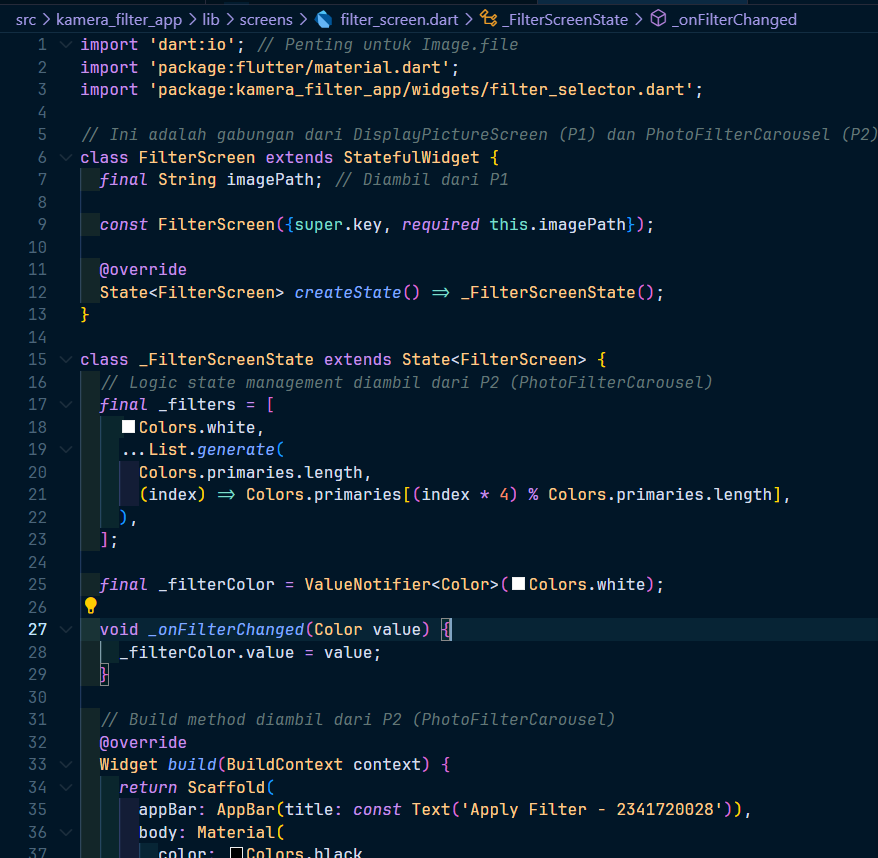 src > kamera_filter_app > lib > screens > filter_screen.dart > _FilterScreenState > _onFilterChanged
1 import 'dart:io'; // Penting untuk Image.file
2 import 'package:flutter/material.dart';
3 import 'package:kamera_filter_app/widgets/filter_selector.dart';
4
5 // Ini adalah gabungan dari DisplayPictureScreen (P1) dan PhotoFilterCarousel (P2)
6 class FilterScreen extends StatefulWidget {
7   final String imagePath; // Diambil dari P1
8
9   const FilterScreen({super.key, required this.imagePath});
10
11   @override
12   State<FilterScreen> createState() => _FilterScreenState();
13 }
14
15 class _FilterScreenState extends State<FilterScreen> {
16   // Logic state management diambil dari P2 (PhotoFilterCarousel)
17   final _filters = [
18     Colors.white,
19     ...List.generate(
20       Colors.primaries.length,
21       (index) => Colors.primaries[(index * 4) % Colors.primaries.length],
22     ),
23   ];
24
25   final _filterColor = ValueNotifier<Color>(Colors.white);
26
27   void _onFilterChanged(Color value) {
28     _filterColor.value = value;
29   }
30
31   // Build method diambil dari P2 (PhotoFilterCarousel)
32   @override
33   Widget build(BuildContext context) {
34     return Scaffold(
35       appBar: AppBar(title: const Text('Apply Filter - 2341720028')),
36       body: Material(
37         color: Colors.black